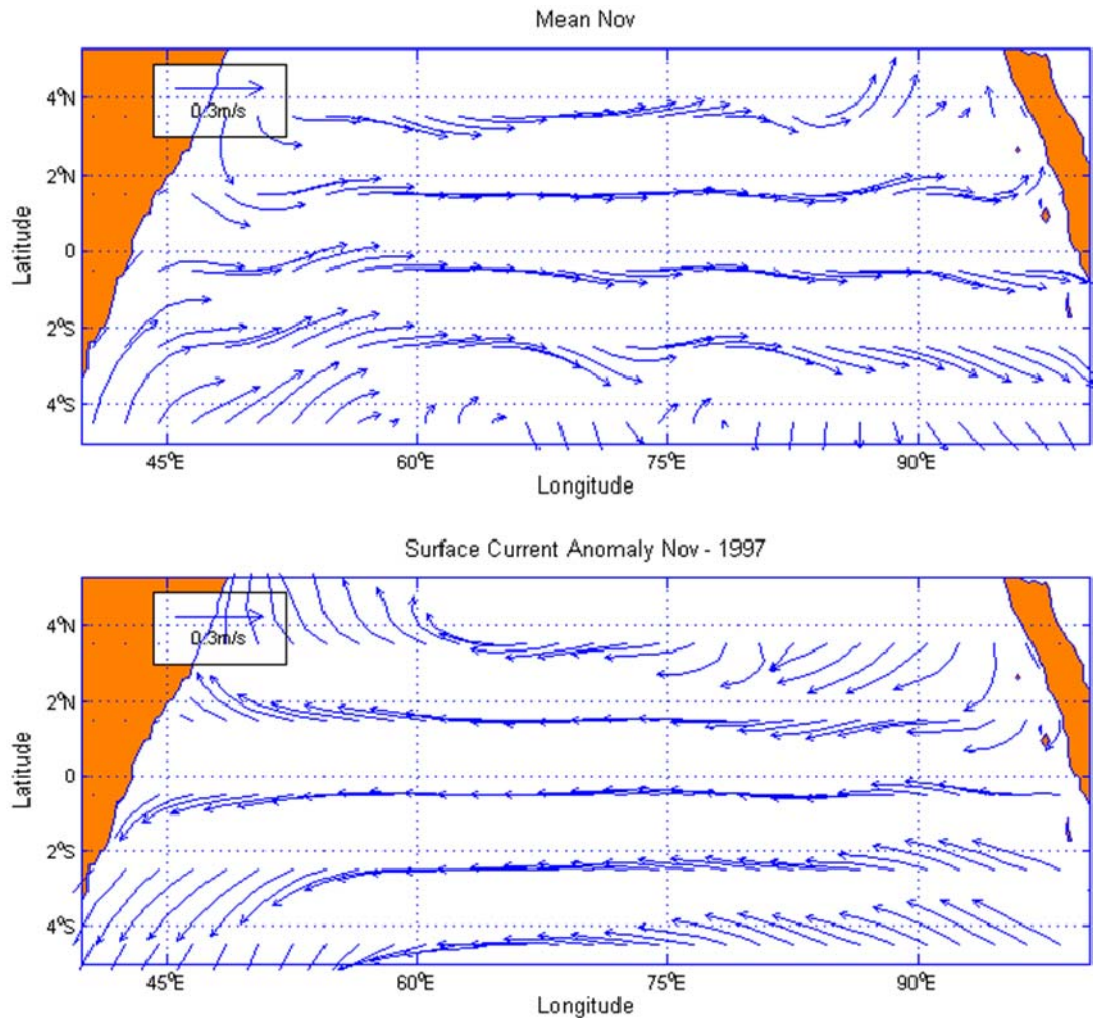 Mean Nov
4°N
2°N
0
2°S
4°S
Latitude
0.3m/s
45°E
60°E
75°E
90°E
Longitude
Surface Current Anomaly Nov - 1997
4°N
2°N
0
2°S
4°S
Latitude
0.3m/s
45°E
60°E
75°E
90°E
Longitude